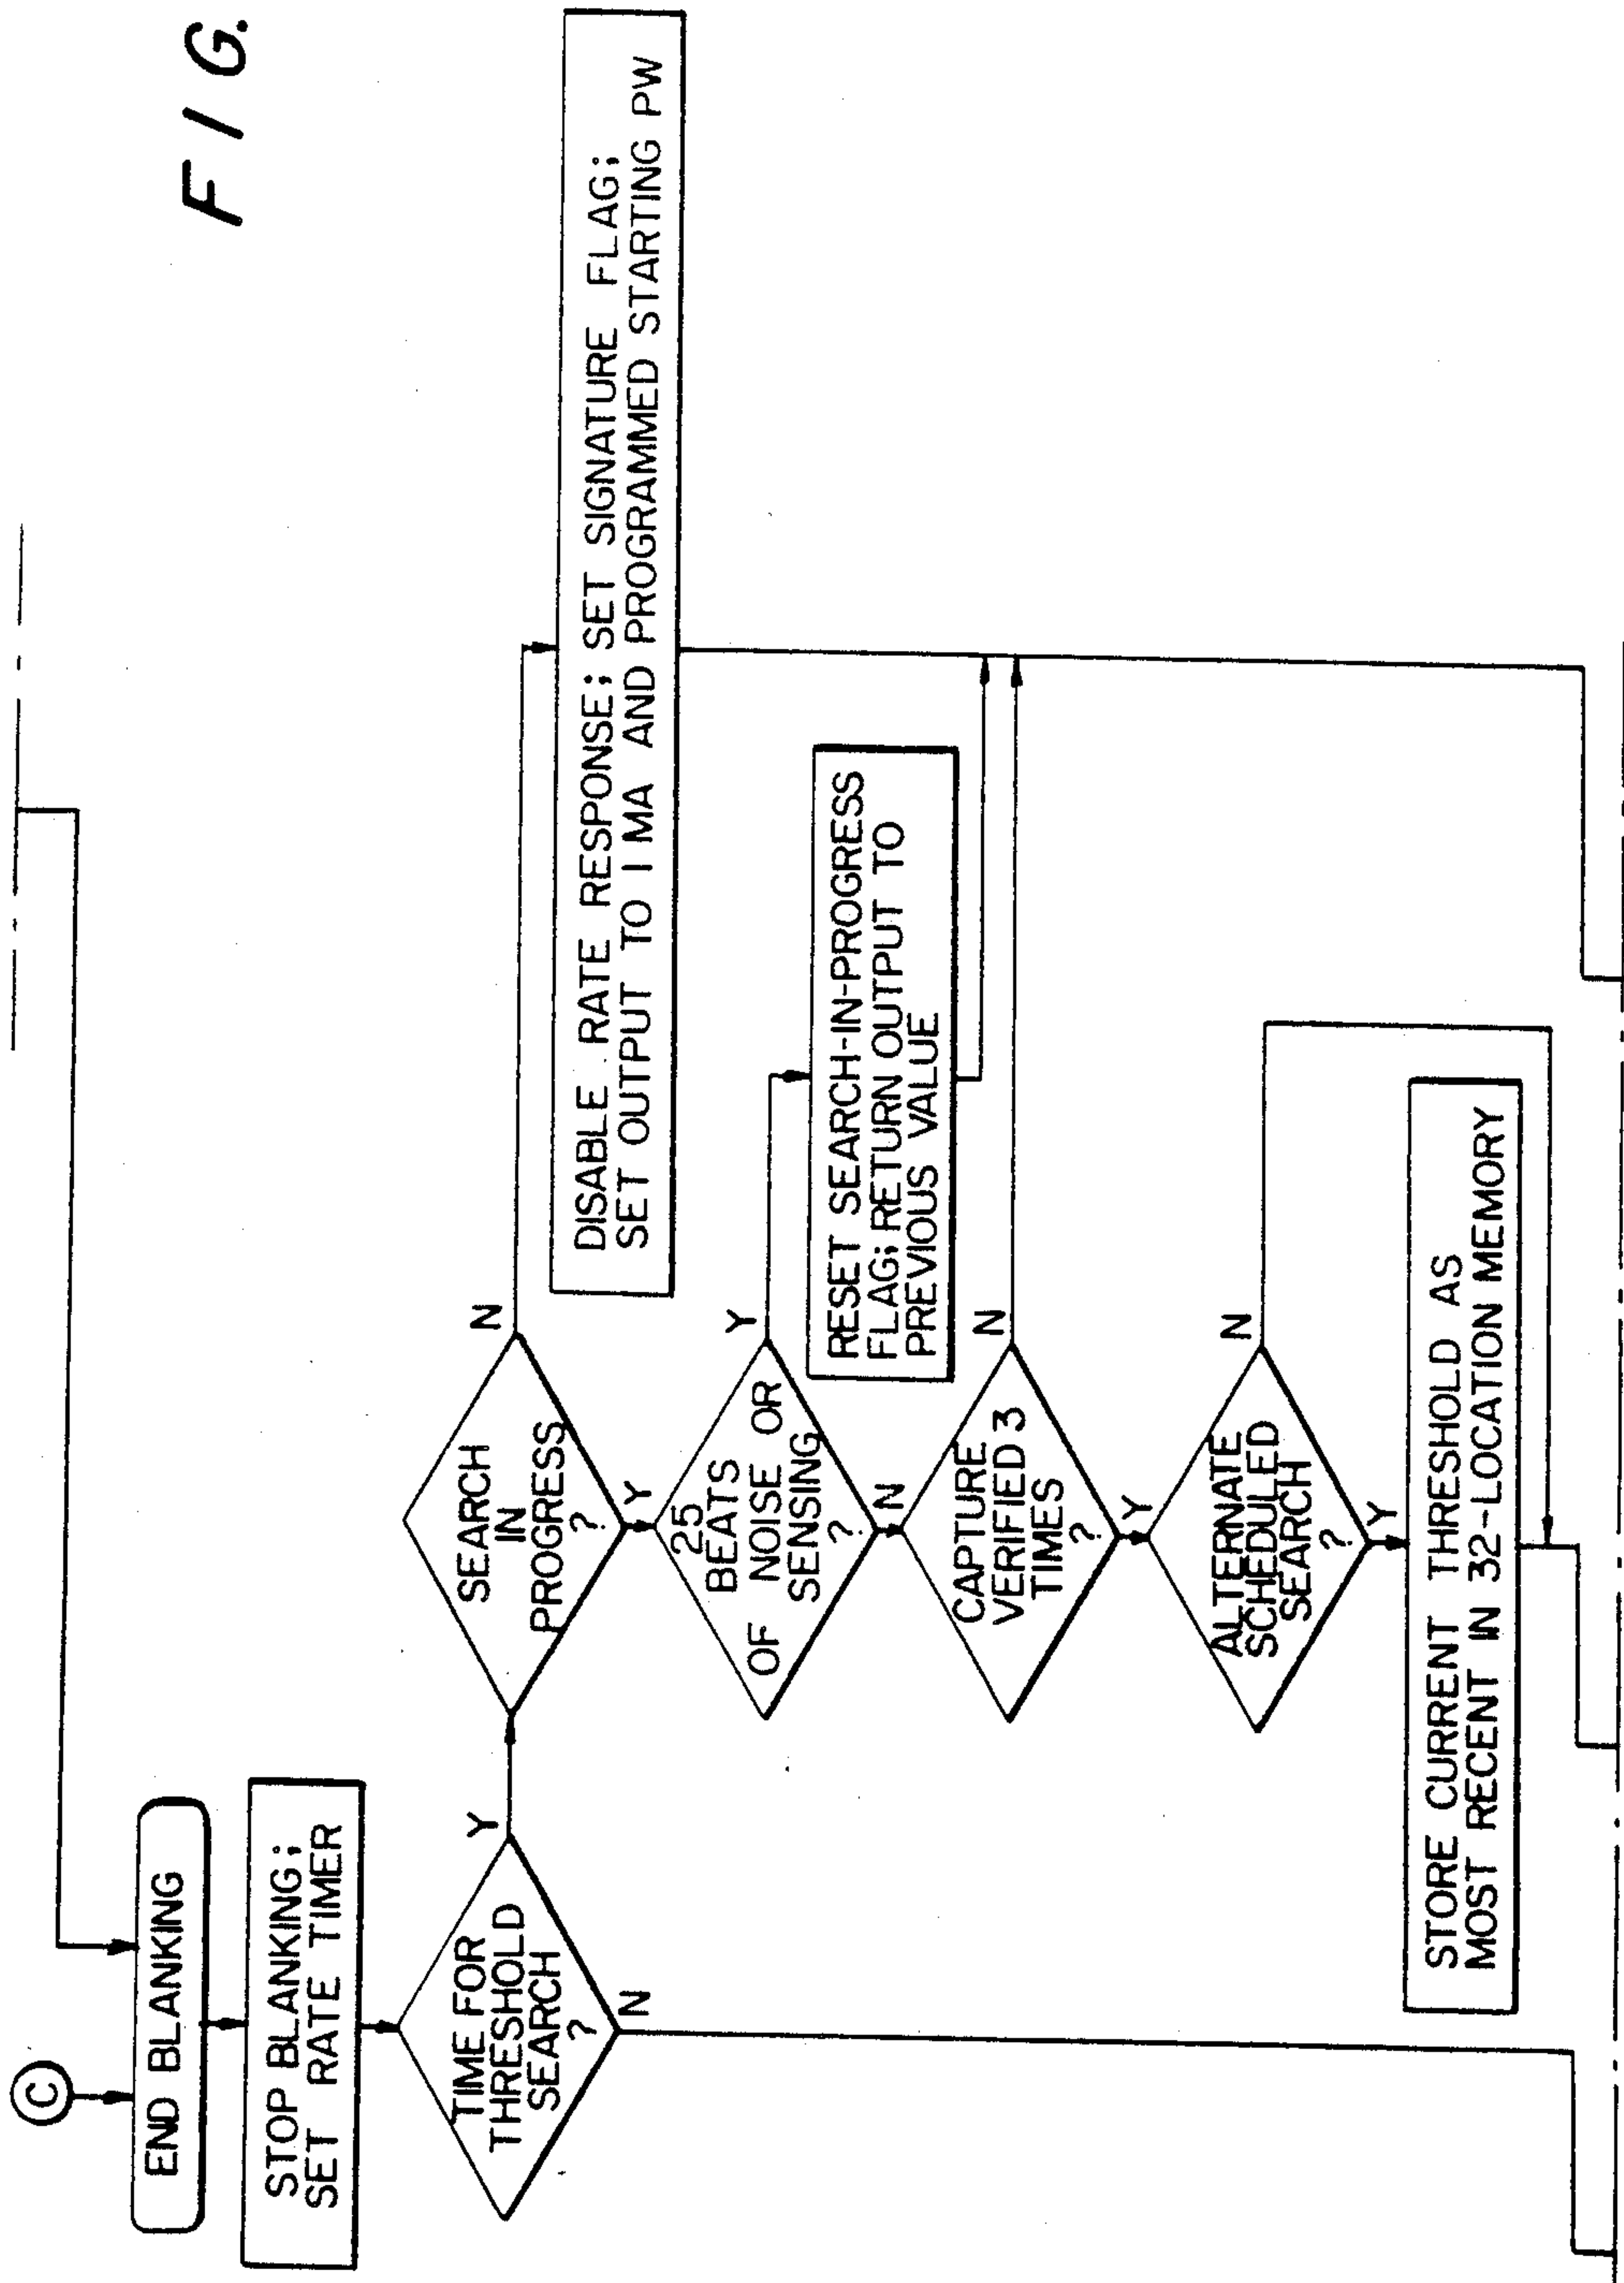 F I G.
C
END BLANKING
STOP BLANKING;
SET RATE TIMER
TIME FOR
THRESHOLD
SEARCH
?
Y
N
SEARCH
IN
PROGRESS
?
N
Y
DISABLE RATE RESPONSE; SET SIGNATURE FLAG;
SET OUTPUT TO 1 MA AND PROGRAMMED STARTING PW
25
BEATS
OF NOISE OR
SENSING
?
Y
N
RESET SEARCH-IN-PROGRESS
FLAG; RETURN OUTPUT TO
PREVIOUS VALUE
CAPTURE
VERIFIED 3
TIMES
?
N
Y
ALTERNATE
SCHEDULED
SEARCH
?
N
Y
STORE CURRENT THRESHOLD AS
MOST RECENT IN 32-LOCATION MEMORY